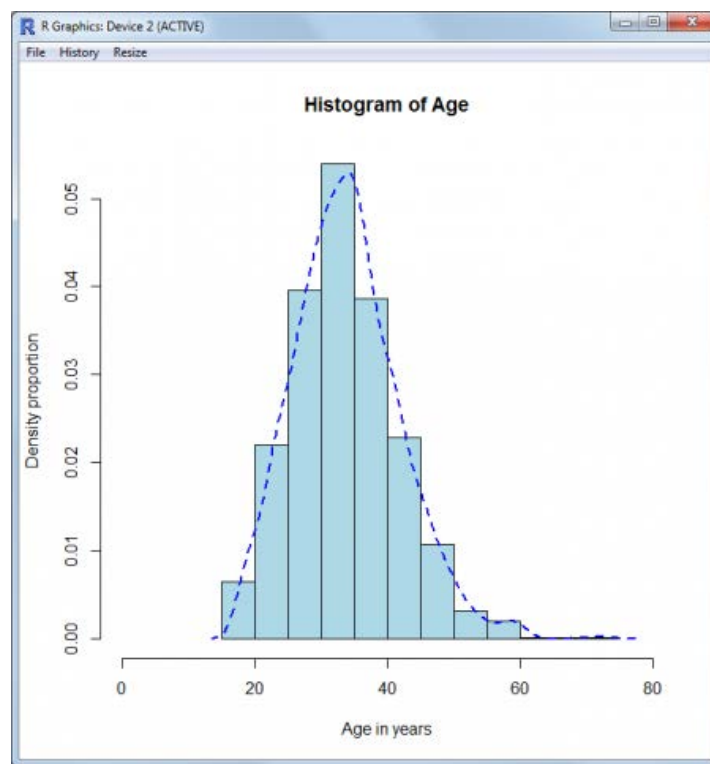 R Graphics: Device 2 (ACTIVE)
File History Resize
Histogram of Age
Density proportion
0.05
0.04
0.03
0.02
0.01
0.00
0 20 40 60 80
Age in years